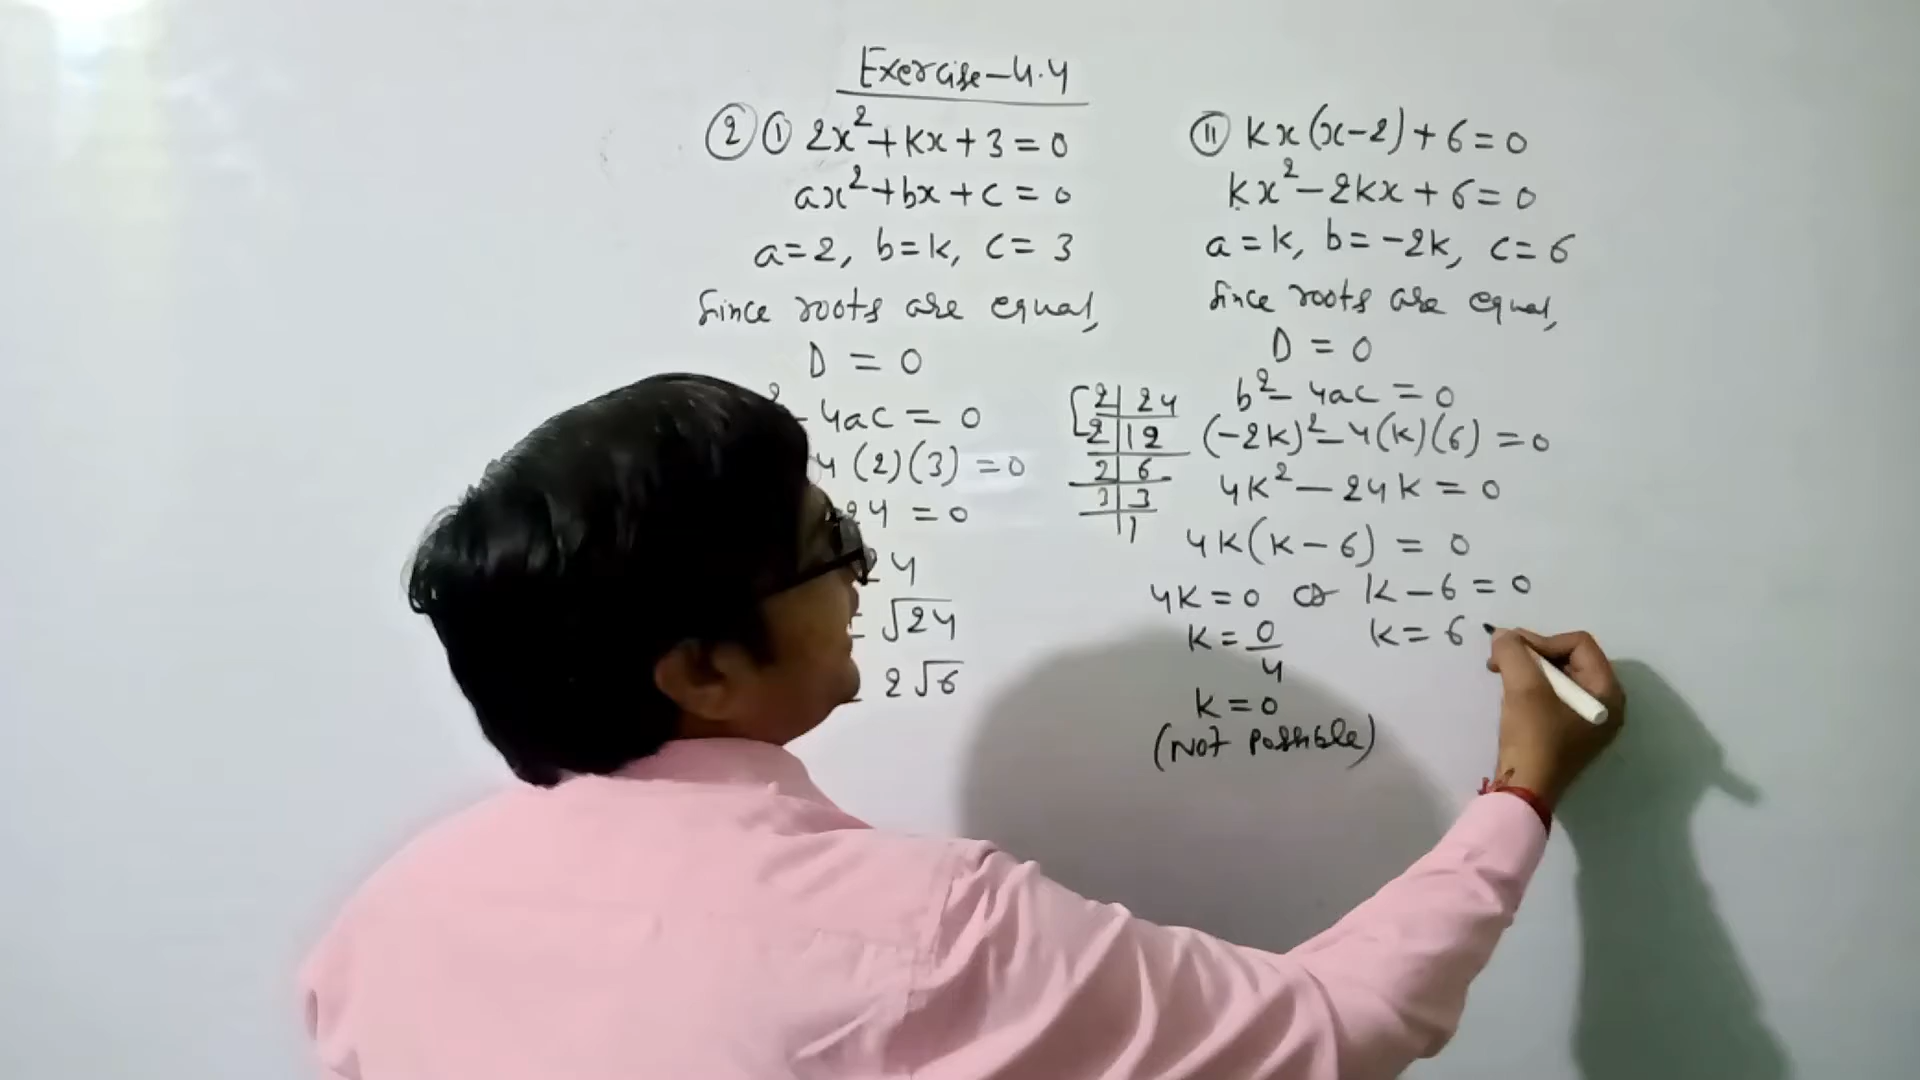 Exercise-4.4
② ① 2x²+kx+3=0
ax²+bx+c=0
a=2, b=k, c=3
Since roots are equal,
D = 0
² - 4ac = 0
4(2)(3)=0
24 = 0
24
= √24
2√6
2 | 24
2 | 12
2 | 6
3 | 3
1
⑪ kx(x-2)+6=0
kx²-2kx+6=0
a=k, b=-2k, c=6
Since roots are equal,
D = 0
b²-4ac = 0
(-2k)²-4(k)(6)=0
4k²-24k=0
4k(k-6) = 0
4k=0 or k-6=0
k=0/4 k=6
k=0
(Not possible)